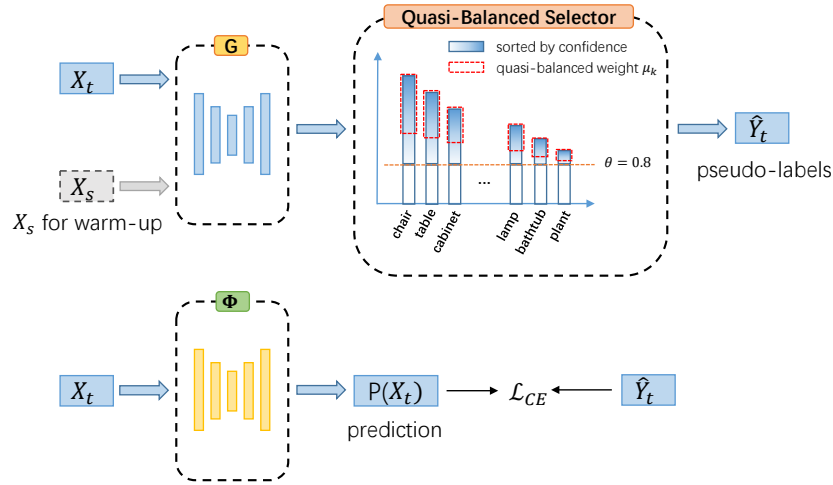 Quasi-Balanced Selector
G
sorted by confidence
quasi-balanced weight μ_k
X_t
Ŷ_t
θ = 0.8
pseudo-labels
X_s
...
X_s for warm-up
chair
table
cabinet
lamp
bathtub
plant
Φ
X_t
P(X_t)
ℒ_CE
Ŷ_t
prediction